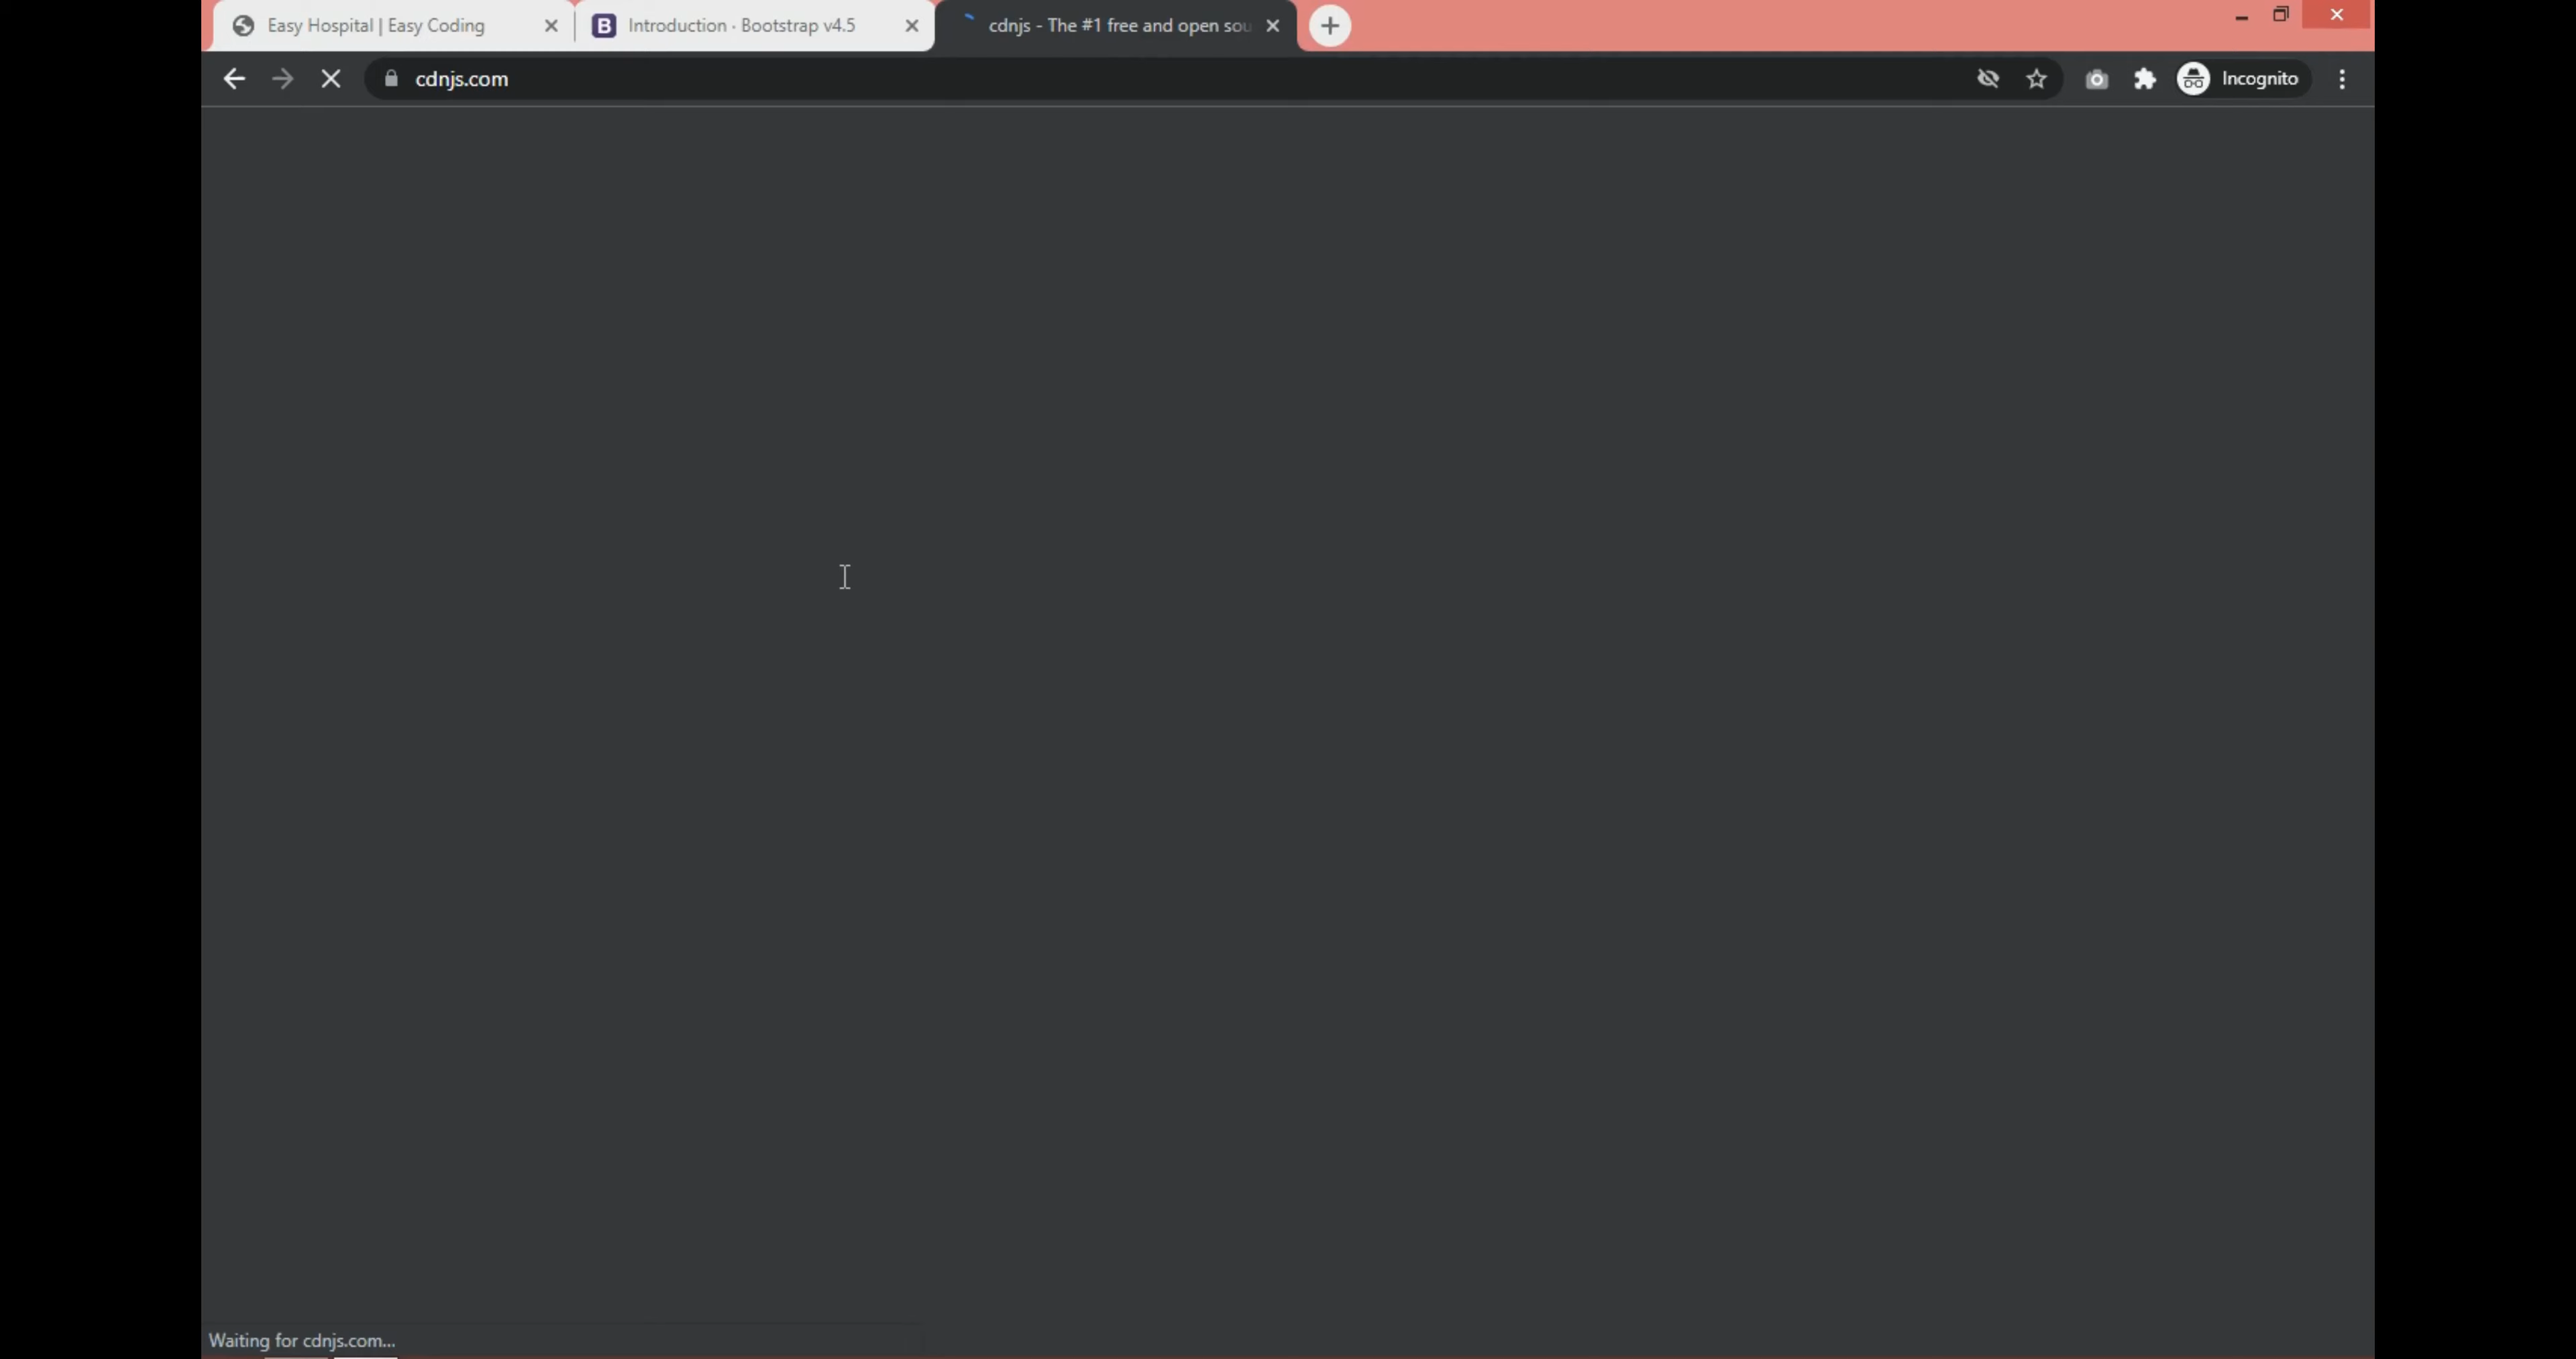 Easy Hospital | Easy Coding
B Introduction · Bootstrap v4.5
cdnjs - The #1 free and open sou
cdnjs.com
Incognito
Waiting for cdnjs.com...